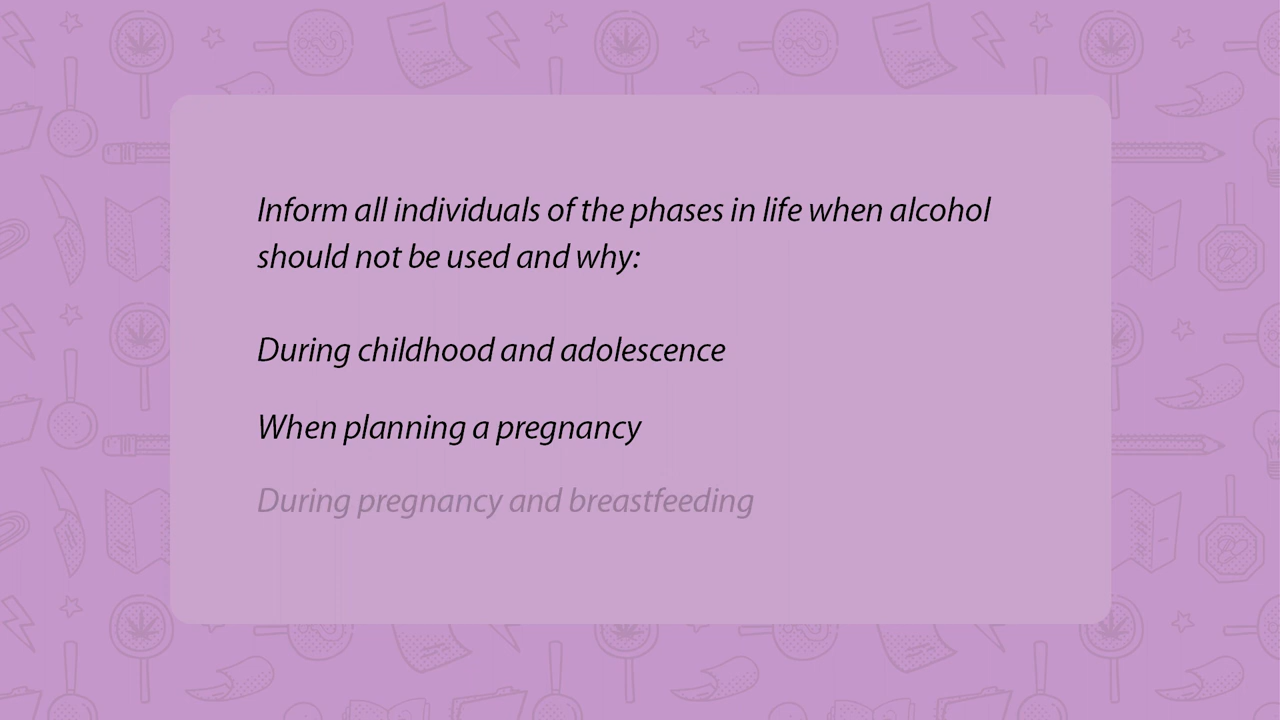 Inform all individuals of the phases in life when alcohol
should not be used and why:
During childhood and adolescence
When planning a pregnancy
During pregnancy and breastfeeding